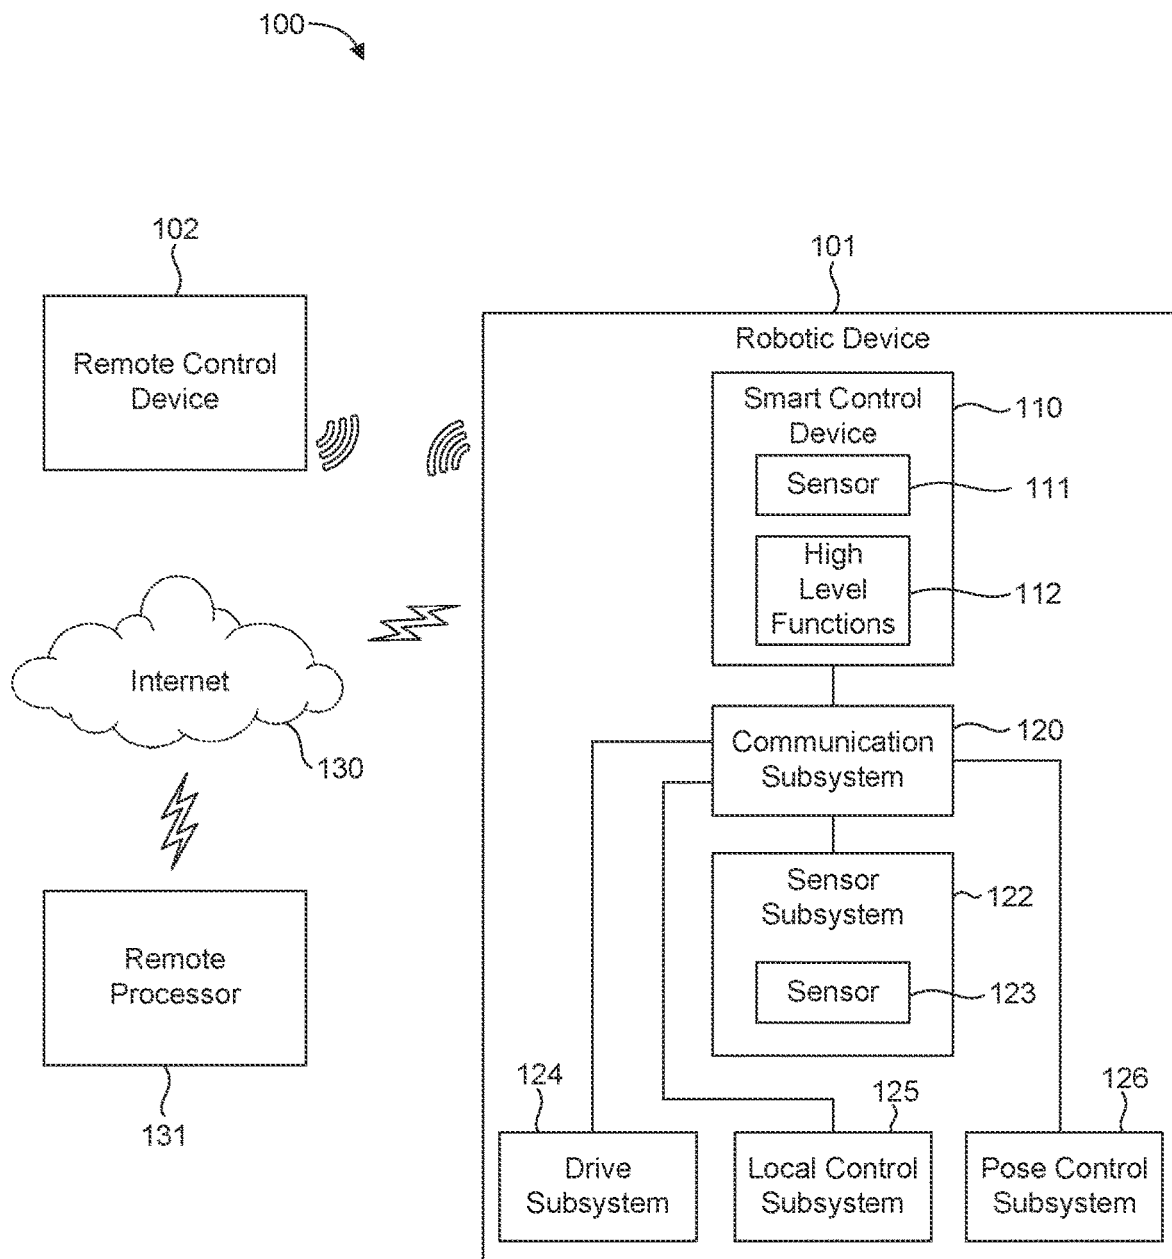 100
102
Remote Control
Device
101
Robotic Device
Smart Control
Device
110
Sensor
111
High
Level
Functions
112
Internet
130
Communication
Subsystem
120
Sensor
Subsystem
122
Sensor
123
Remote
Processor
131
124
Drive
Subsystem
125
Local Control
Subsystem
126
Pose Control
Subsystem